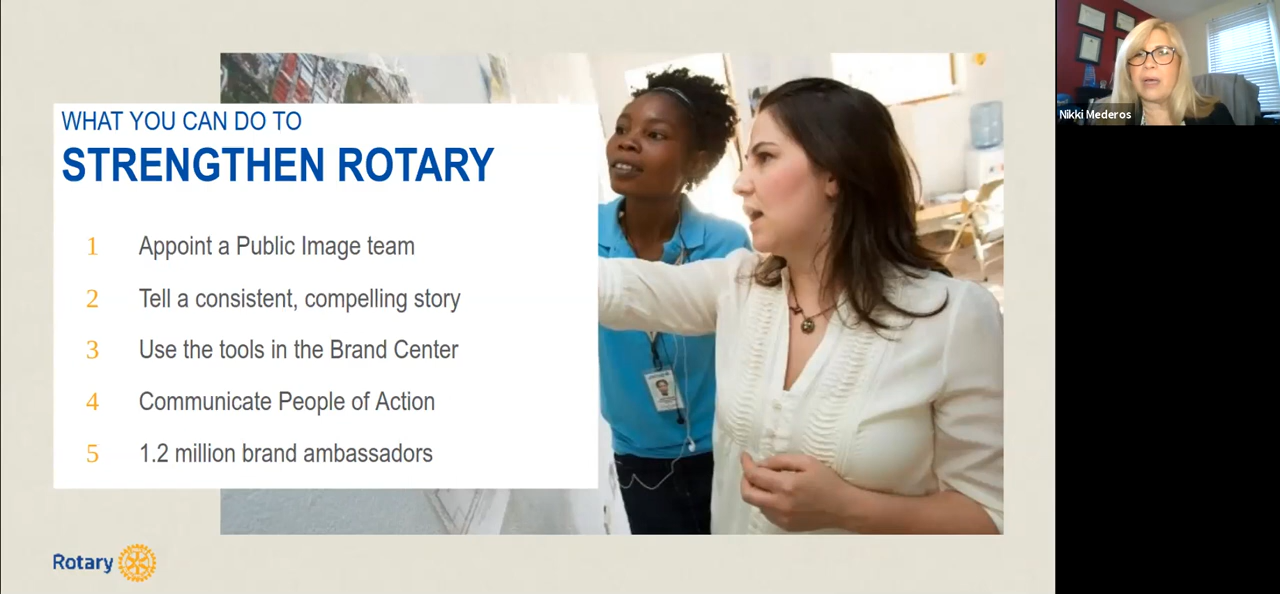 WHAT YOU CAN DO TO
STRENGTHEN ROTARY
1 Appoint a Public Image team
2 Tell a consistent, compelling story
3 Use the tools in the Brand Center
4 Communicate People of Action
5 1.2 million brand ambassadors
Rotary
Nikki Mederos